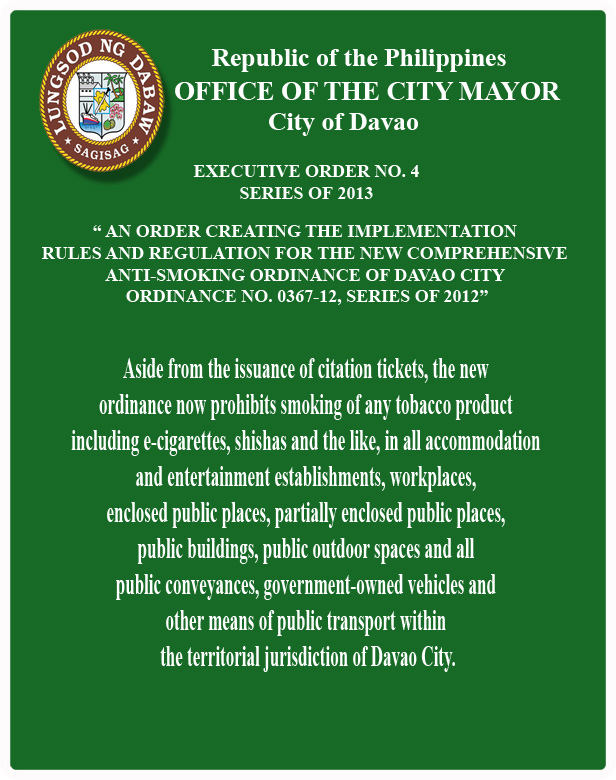 LUNGSOD NG DABAW
SAGISAG
Republic of the Philippines
OFFICE OF THE CITY MAYOR
City of Davao
EXECUTIVE ORDER NO. 4
SERIES OF 2013
“ AN ORDER CREATING THE IMPLEMENTATION
RULES AND REGULATION FOR THE NEW COMPREHENSIVE
ANTI-SMOKING ORDINANCE OF DAVAO CITY
ORDINANCE NO. 0367-12, SERIES OF 2012”
Aside from the issuance of citation tickets, the new
ordinance now prohibits smoking of any tobacco product
including e-cigarettes, shishas and the like, in all accommodation
and entertainment establishments, workplaces,
enclosed public places, partially enclosed public places,
public buildings, public outdoor spaces and all
public conveyances, government-owned vehicles and
other means of public transport within
the territorial jurisdiction of Davao City.